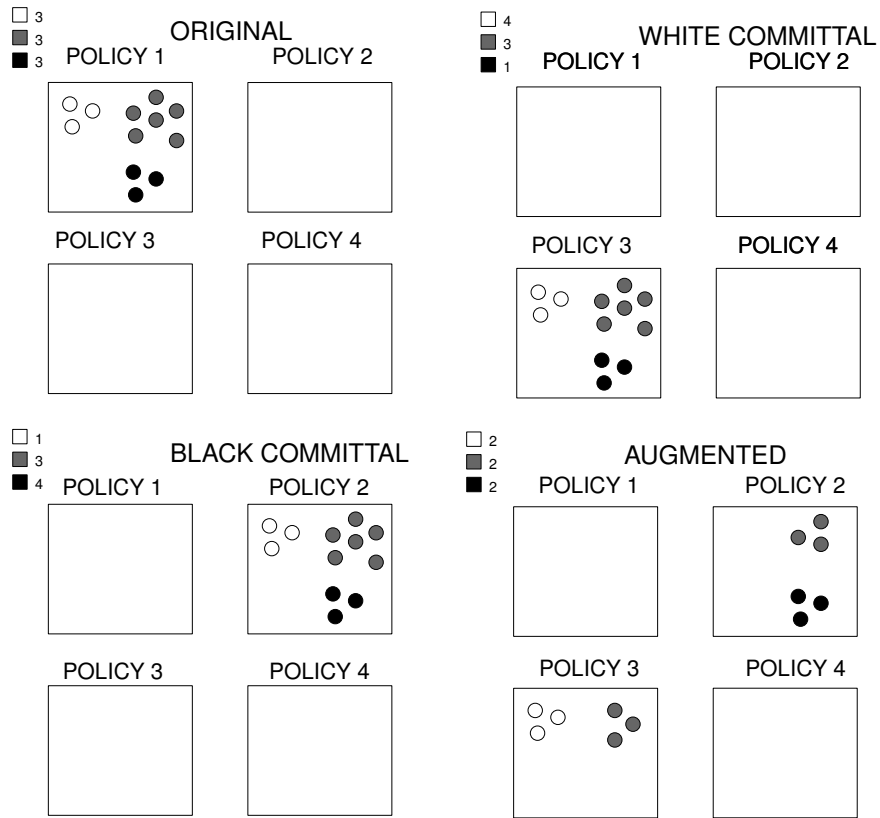 3
3
3
ORIGINAL
POLICY 1
POLICY 2
POLICY 3
POLICY 4
4
3
1
WHITE COMMITTAL
POLICY 1
POLICY 2
POLICY 3
POLICY 4
1
3
4
BLACK COMMITTAL
POLICY 1
POLICY 2
POLICY 3
POLICY 4
2
2
2
AUGMENTED
POLICY 1
POLICY 2
POLICY 3
POLICY 4